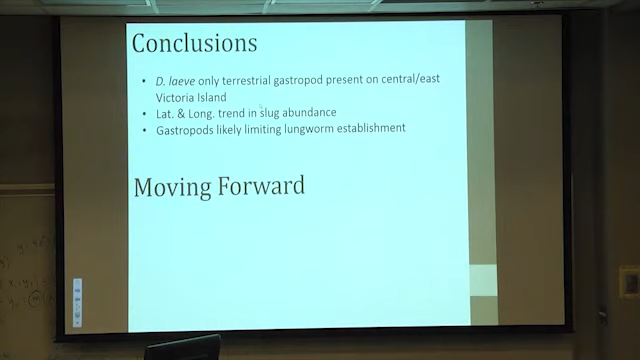 Conclusions
• D. laeve only terrestrial gastropod present on central/east
Victoria Island
• Lat. & Long. trend in slug abundance
• Gastropods likely limiting lungworm establishment
Moving Forward